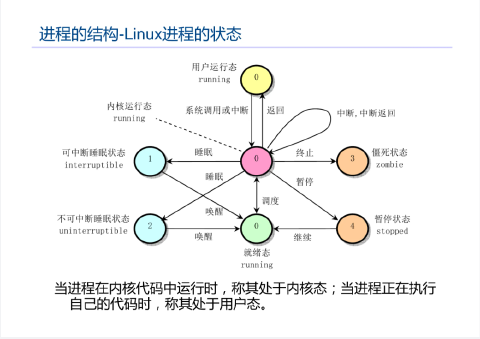 进程的结构-Linux进程的状态
用户运行态
running
0
内核运行态
running
系统调用或中断
返回
中断,中断返回
可中断睡眠状态
interruptible
1
睡眠
0
终止
3
僵死状态
zombie
睡眠
暂停
唤醒
调度
不可中断睡眠状态
uninterruptible
2
唤醒
0
继续
4
暂停状态
stopped
就绪态
running
当进程在内核代码中运行时，称其处于内核态；当进程正在执行
自己的代码时，称其处于用户态。